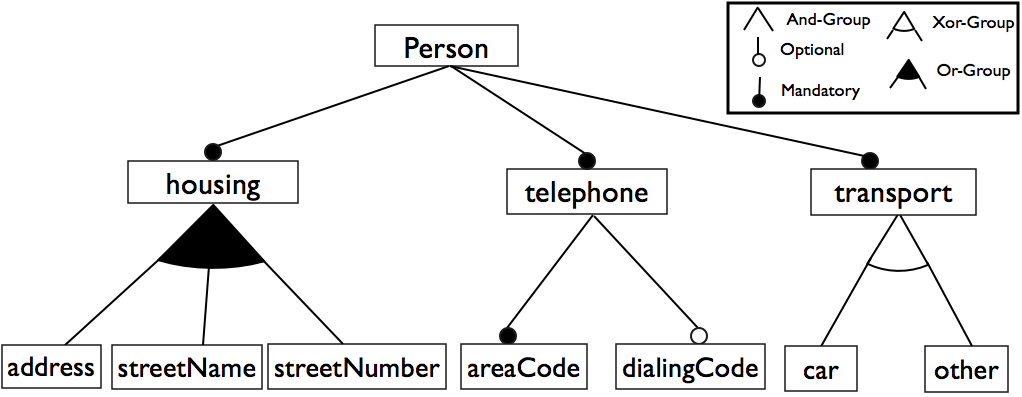 And-Group
Xor-Group
Optional
Or-Group
Mandatory
Person
housing
telephone
transport
address
streetName
streetNumber
areaCode
dialingCode
car
other